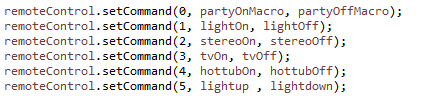 remoteControl.setCommand(0, partyOnMacro, partyOffMacro);
remoteControl.setCommand(1, lightOn, lightOff);
remoteControl.setCommand(2, stereoOn, stereoOff);
remoteControl.setCommand(3, tvOn, tvOff);
remoteControl.setCommand(4, hottubOn, hottubOff);
remoteControl.setCommand(5, lightup , lightdown);